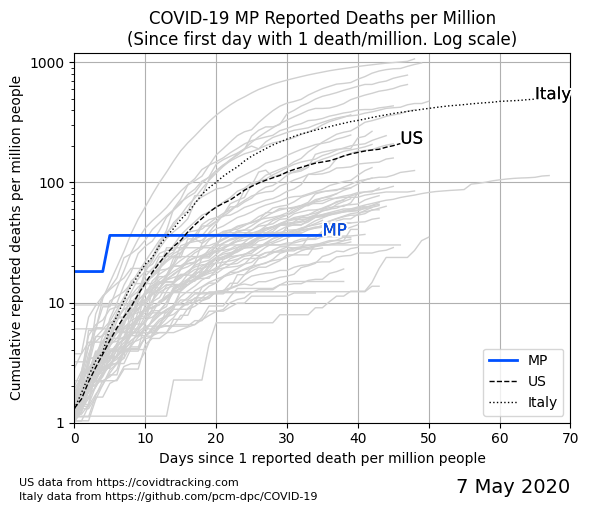 COVID-19 MP Reported Deaths per Million
(Since first day with 1 death/million. Log scale)
Cumulative reported deaths per million people
1000
100
10
1
Italy
US
MP
MP
US
Italy
0 10 20 30 40 50 60 70
Days since 1 reported death per million people
US data from https://covidtracking.com
Italy data from https://github.com/pcm-dpc/COVID-19
7 May 2020